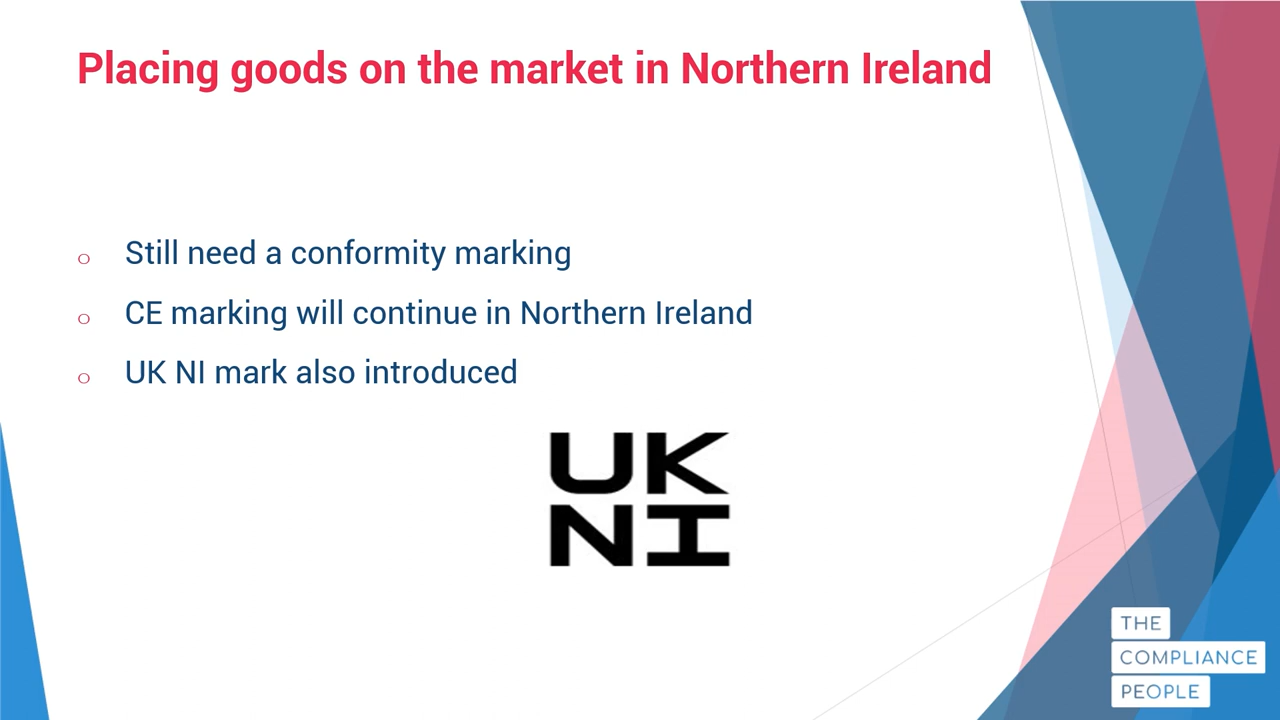 Placing goods on the market in Northern Ireland
o Still need a conformity marking
o CE marking will continue in Northern Ireland
o UK NI mark also introduced
UK
NI
THE
COMPLIANCE
PEOPLE